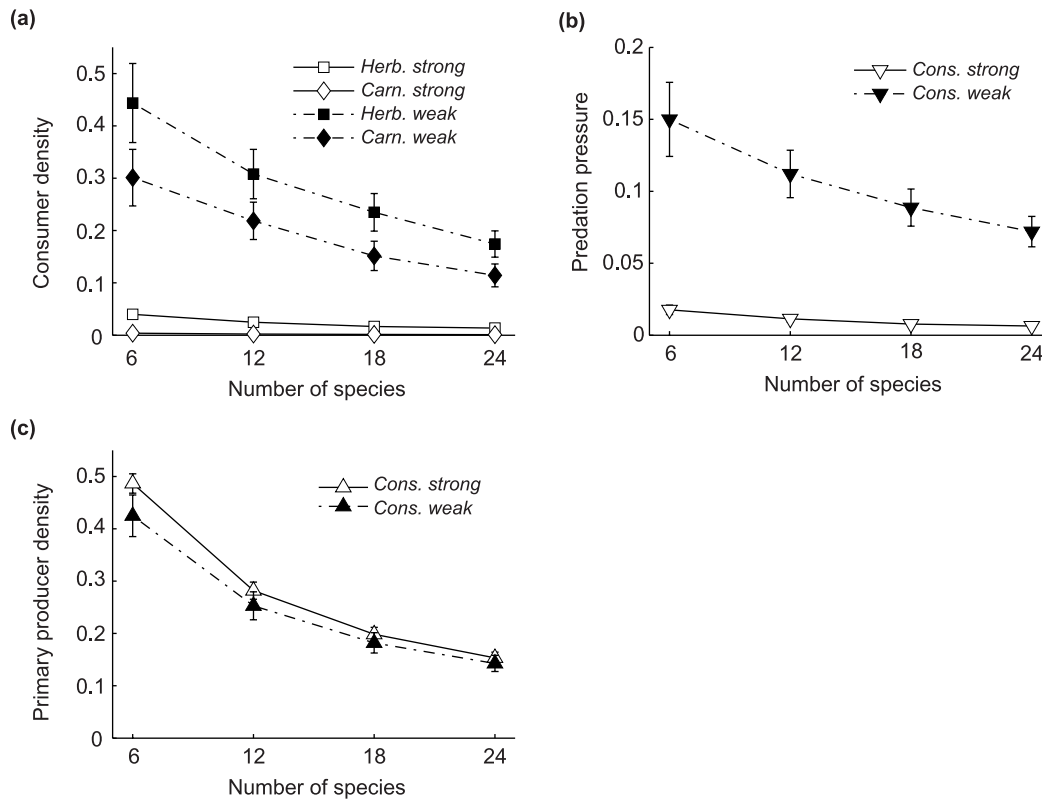 (a)
Consumer density
0.5
0.4
0.3
0.2
0.1
0
6
12
18
24
Number of species
Herb. strong
Carn. strong
Herb. weak
Carn. weak
(b)
Predation pressure
0.2
0.15
0.1
0.05
0
6
12
18
24
Number of species
Cons. strong
Cons. weak
(c)
Primary producer density
0.5
0.4
0.3
0.2
0.1
0
6
12
18
24
Number of species
Cons. strong
Cons. weak